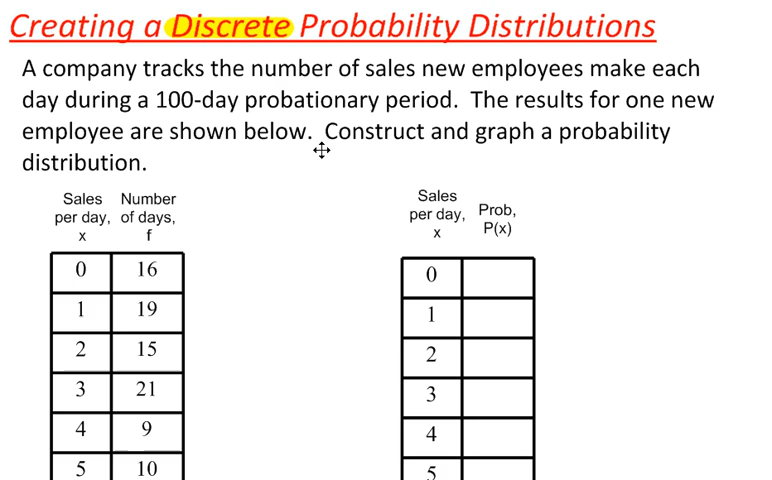 Creating a Discrete Probability Distributions
A company tracks the number of sales new employees make each
day during a 100-day probationary period.  The results for one new
employee are shown below.  Construct and graph a probability
distribution.
Sales Number
per day, of days,
x f
0 16
1 19
2 15
3 21
4 9
5 10
Sales
per day, Prob,
x P(x)
0
1
2
3
4
5